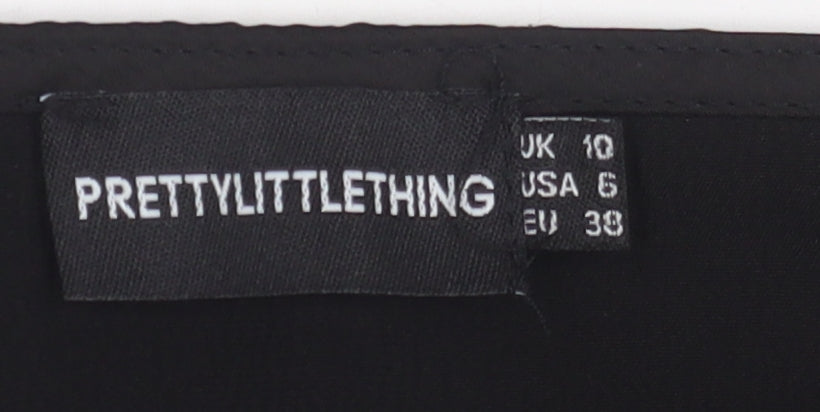 PRETTYLITTLETHING
UK 10
USA 6
EU 38